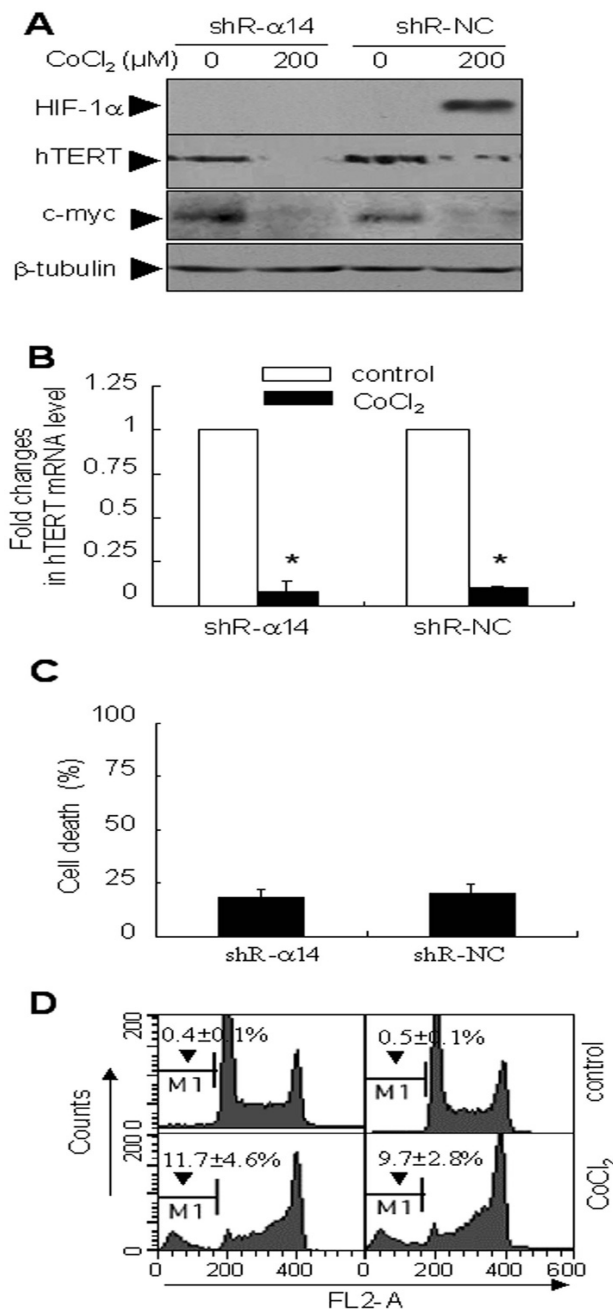 A
shR-α14 shR-NC
CoCl₂ (μM) 0 200 0 200
HIF-1α
hTERT
c-myc
β-tubulin
B
control
CoCl₂
Fold changes
in hTERT mRNA level
1.25
1
0.75
0.5
0.25
0
* *
shR-α14 shR-NC
C
Cell death (%)
100
75
50
25
0
shR-α14 shR-NC
D
Counts
200
0.4±0.1% 0.5±0.1%
M1 M1
control
200
0
11.7±4.6% 9.7±2.8%
M1 M1
CoCl₂
0
0 200 400 0 200 400 600
FL2-A